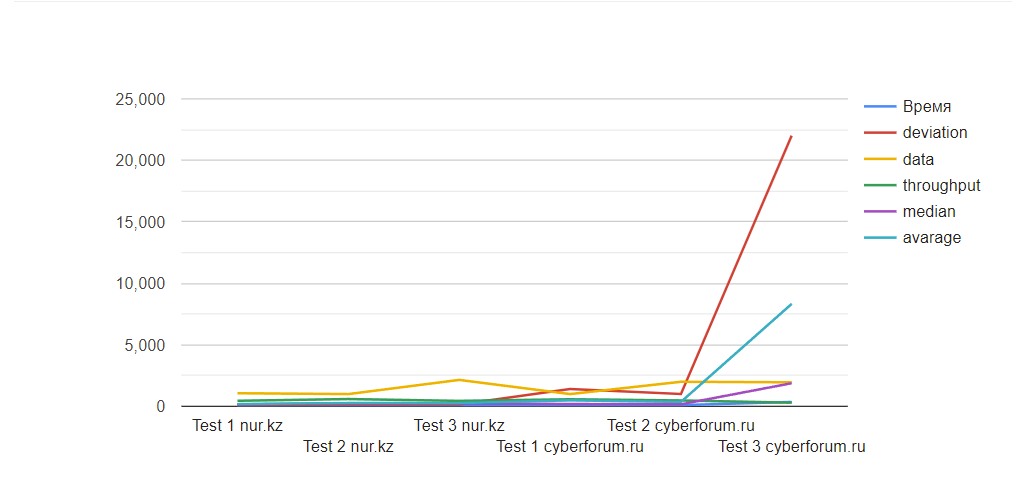 25,000
20,000
15,000
10,000
5,000
0
Test 1 nur.kz
Test 2 nur.kz
Test 3 nur.kz
Test 1 cyberforum.ru
Test 2 cyberforum.ru
Test 3 cyberforum.ru
Время
deviation
data
throughput
median
avarage